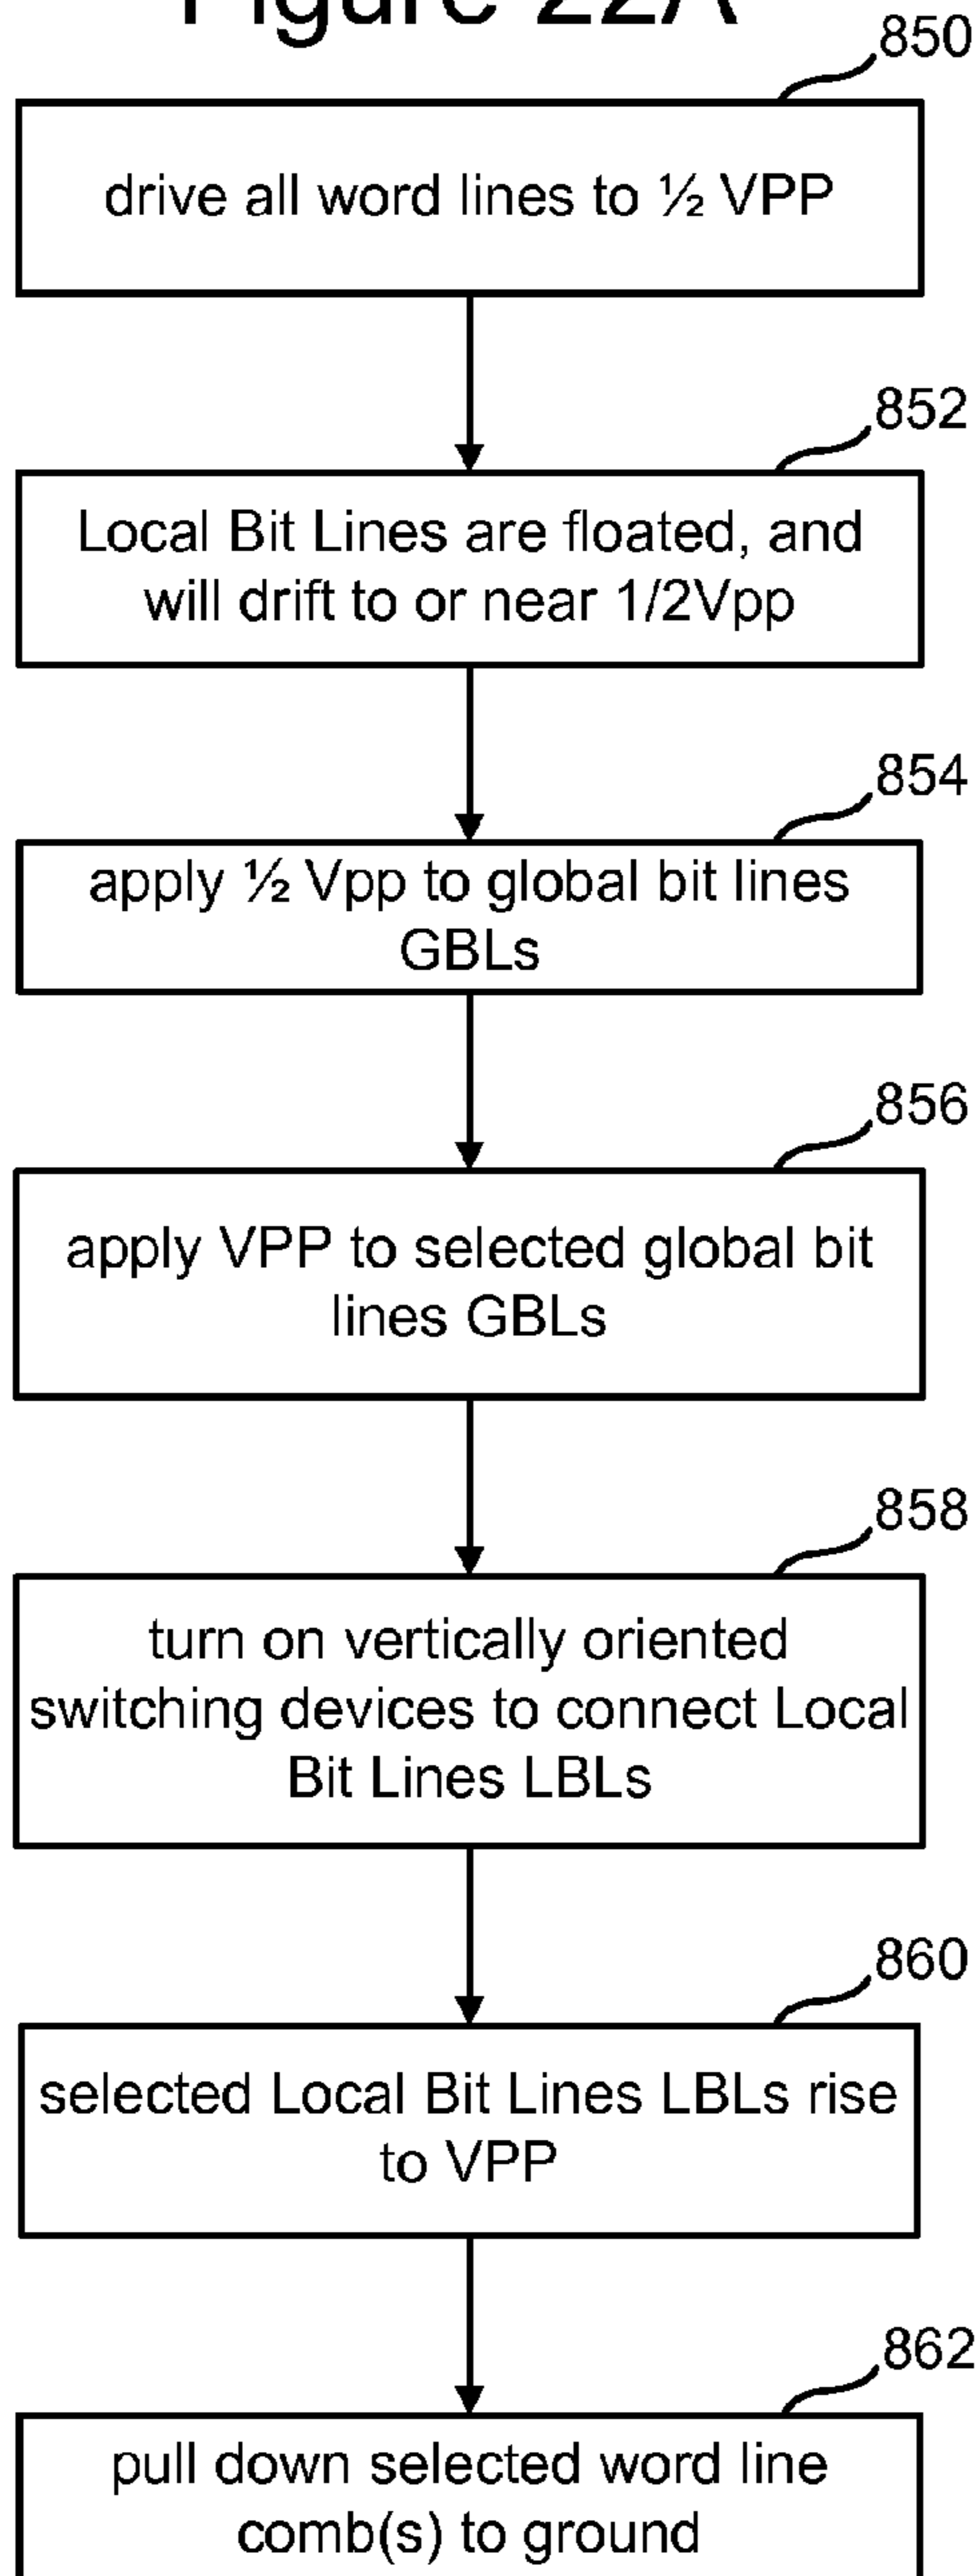 Figure 22A
850
drive all word lines to ½ VPP
852
Local Bit Lines are floated, and
will drift to or near 1/2Vpp
854
apply ½ Vpp to global bit lines
GBLs
856
apply VPP to selected global bit
lines GBLs
858
turn on vertically oriented
switching devices to connect Local
Bit Lines LBLs
860
selected Local Bit Lines LBLs rise
to VPP
862
pull down selected word line
comb(s) to ground